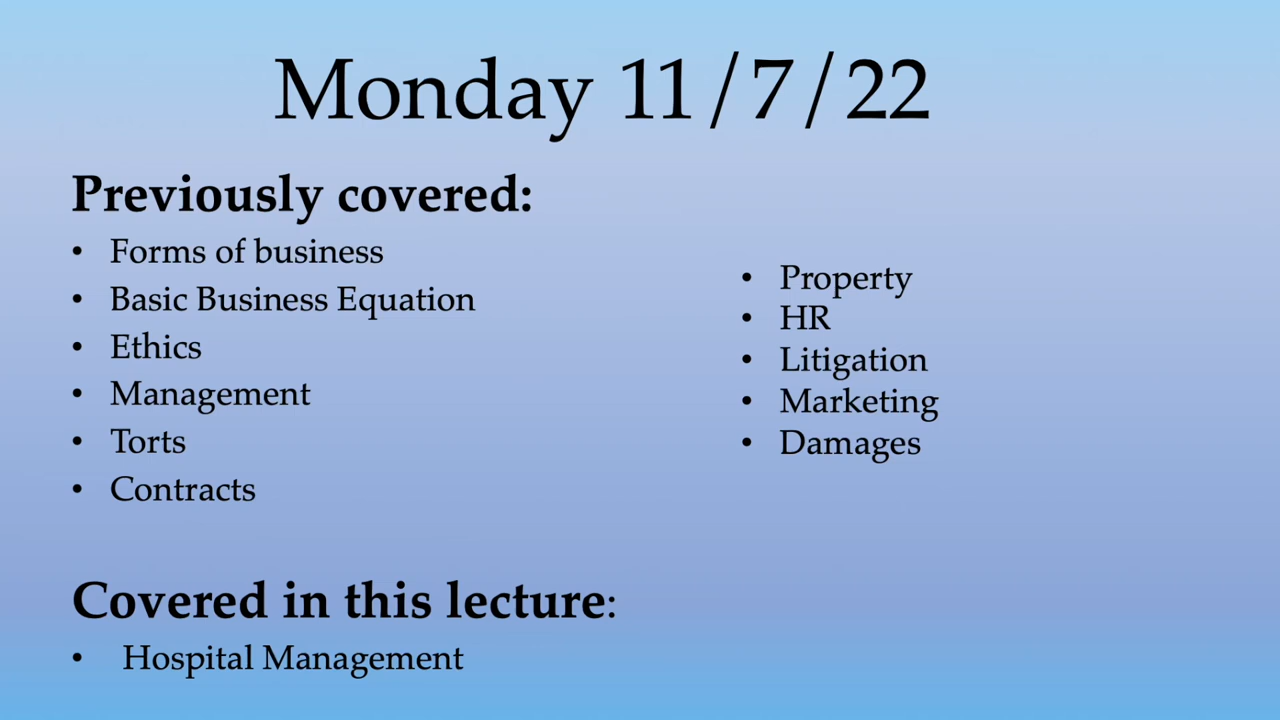 Monday 11/7/22
Previously covered:
• Forms of business
• Basic Business Equation
• Ethics
• Management
• Torts
• Contracts
• Property
• HR
• Litigation
• Marketing
• Damages
Covered in this lecture:
• Hospital Management